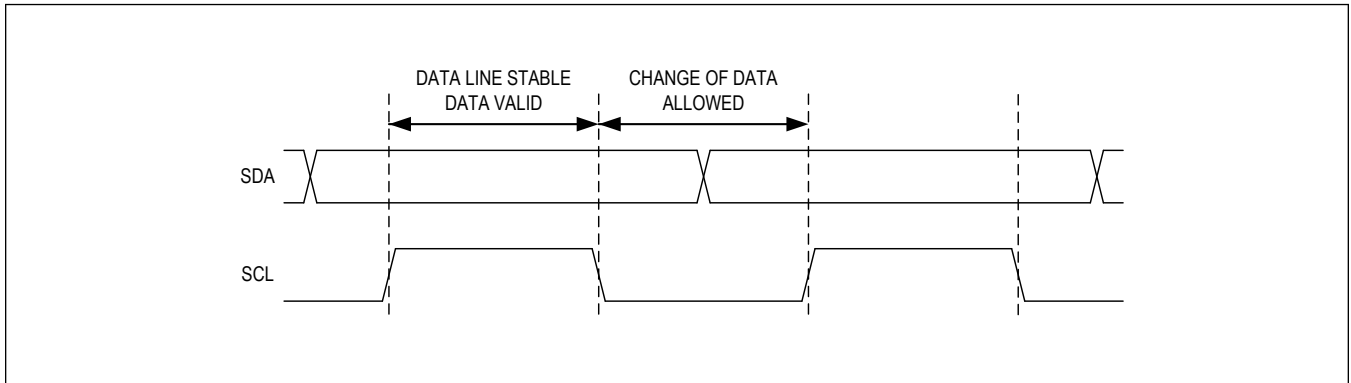 DATA LINE STABLE
DATA VALID
CHANGE OF DATA
ALLOWED
SDA
SCL